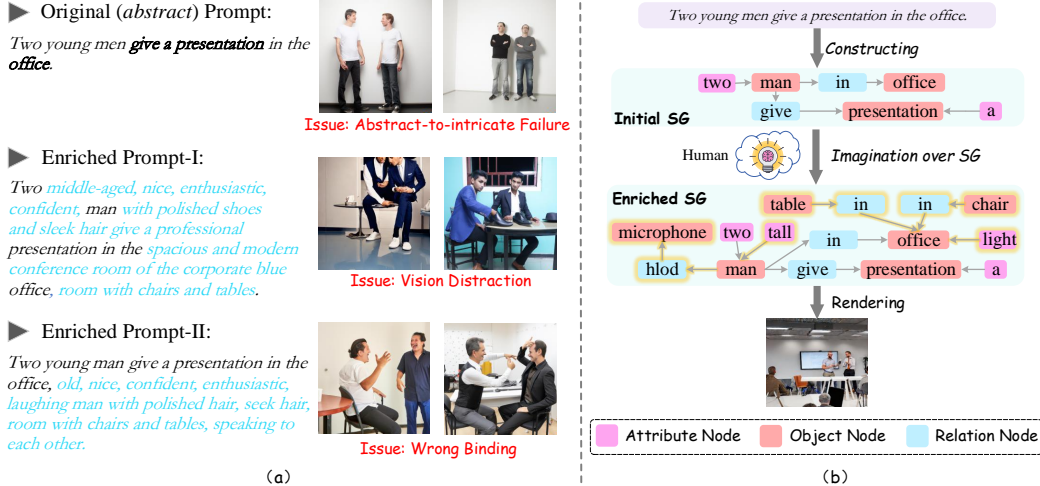 Original (abstract) Prompt:
Two young men give a presentation in the
office.
Issue: Abstract-to-intricate Failure
Enriched Prompt-I:
Two middle-aged, nice, enthusiastic,
confident, man with polished shoes
and sleek hair give a professional
presentation in the spacious and modern
conference room of the corporate blue
office, room with chairs and tables.
Issue: Vision Distraction
Enriched Prompt-II:
Two young man give a presentation in the
office, old, nice, confident, enthusiastic,
laughing man with polished hair, seek hair,
room with chairs and tables, speaking to
each other.
Issue: Wrong Binding
(a)
Two young men give a presentation in the office.
Constructing
two man in office
give presentation a
Initial SG
Human
Imagination over SG
Enriched SG
table in in chair
microphone two tall in office light
hlod man give presentation a
Rendering
Attribute Node Object Node Relation Node
(b)